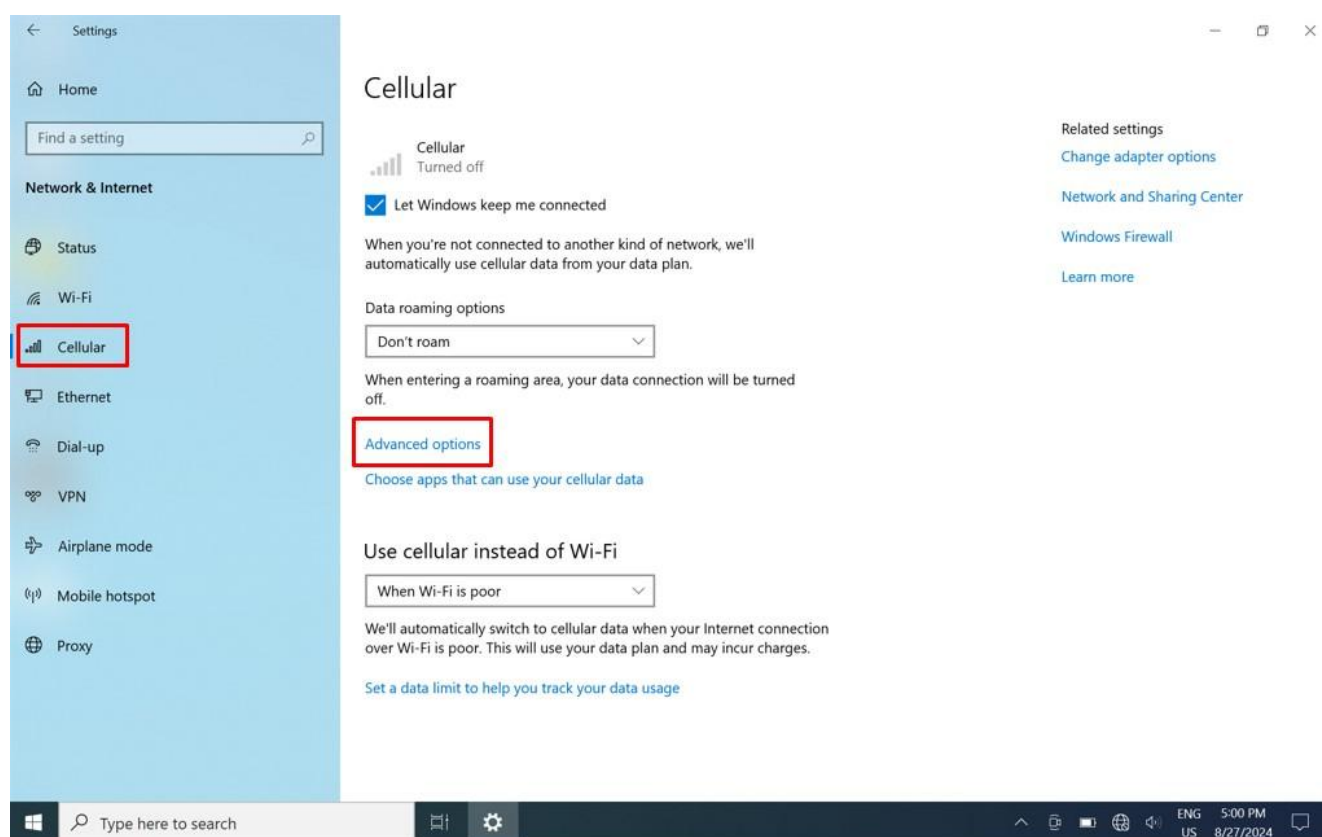 Settings
Home
Find a setting
Network & Internet
Status
Wi-Fi
Cellular
Ethernet
Dial-up
VPN
Airplane mode
Mobile hotspot
Proxy
Cellular
Cellular
Turned off
Let Windows keep me connected
When you're not connected to another kind of network, we'll
automatically use cellular data from your data plan.
Data roaming options
Don't roam
When entering a roaming area, your data connection will be turned
off.
Advanced options
Choose apps that can use your cellular data
Use cellular instead of Wi-Fi
When Wi-Fi is poor
We'll automatically switch to cellular data when your Internet connection
over Wi-Fi is poor. This will use your data plan and may incur charges.
Set a data limit to help you track your data usage
Related settings
Change adapter options
Network and Sharing Center
Windows Firewall
Learn more
Type here to search
ENG 5:00 PM
US 8/27/2024